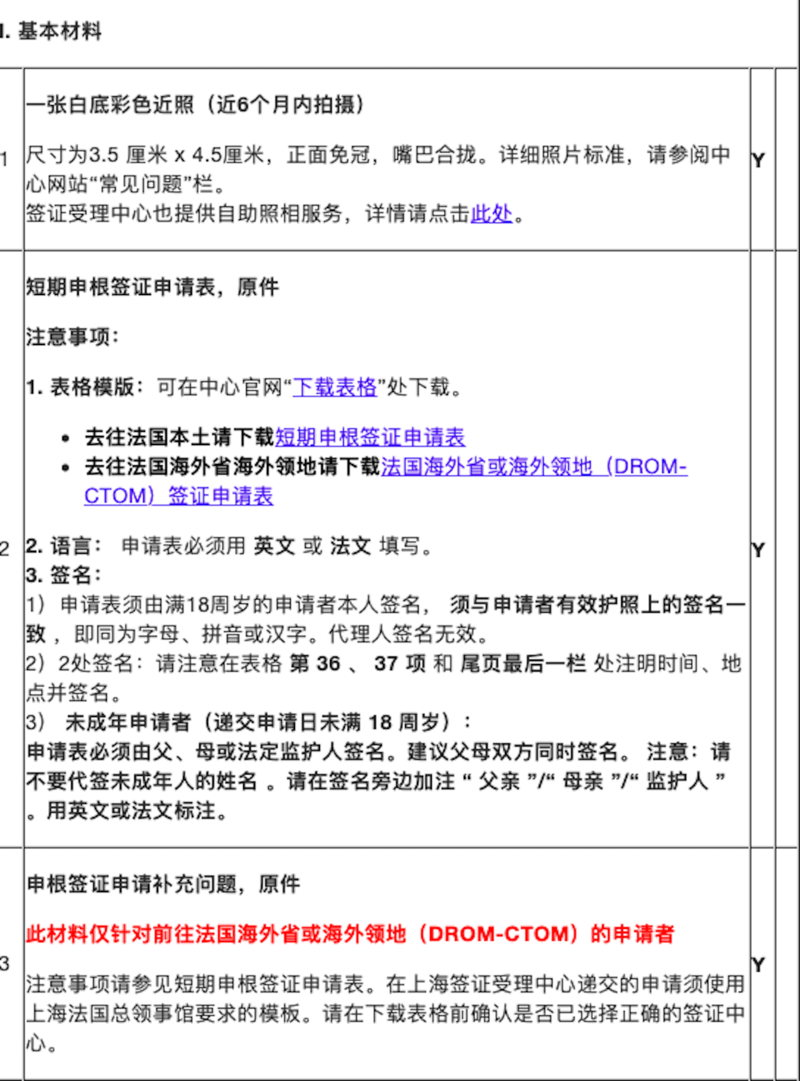 I. 基本材料
一张白底彩色近照（近6个月内拍摄）
1
尺寸为3.5 厘米 x 4.5厘米，正面免冠，嘴巴合拢。详细照片标准，请参阅中
Y
心网站“常见问题”栏。
签证受理中心也提供自助照相服务，详情请点击此处。
短期申根签证申请表，原件
注意事项：
1. 表格模版：可在中心官网“下载表格”处下载。
• 去往法国本土请下载短期申根签证申请表
• 去往法国海外省海外领地请下载法国海外省或海外领地（DROM-
CTOM）签证申请表
2
2. 语言： 申请表必须用 英文 或 法文 填写。
Y
3. 签名：
1）申请表须由满18周岁的申请者本人签名， 须与申请者有效护照上的签名一
致 ，即同为字母、拼音或汉字。代理人签名无效。
2）2处签名：请注意在表格 第 36 、 37 项 和 尾页最后一栏 处注明时间、地
点并签名。
3） 未成年申请者（递交申请日未满 18 周岁）：
申请表必须由父、母或法定监护人签名。建议父母双方同时签名。 注意：请
不要代签未成年人的姓名 。请在签名旁边加注 “ 父亲 ”/“ 母亲 ”/“ 监护人 ”
。用英文或法文标注。
申根签证申请补充问题，原件
此材料仅针对前往法国海外省或海外领地（DROM-CTOM）的申请者
3
Y
注意事项请参见短期申根签证申请表。在上海签证受理中心递交的申请须使用
上海法国总领事馆要求的模板。请在下载表格前确认是否已选择正确的签证中
心。